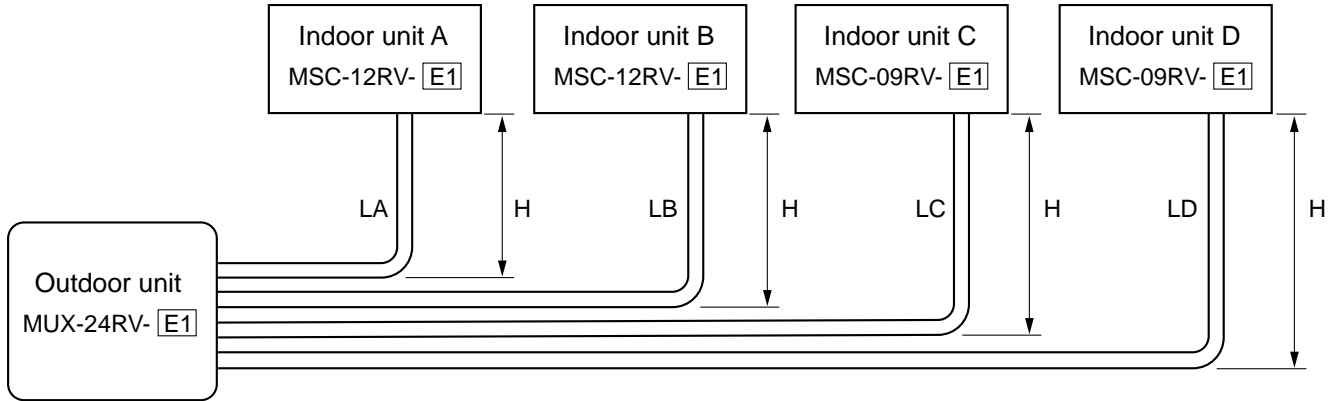 Indoor unit A
MSC-12RV- E1
Indoor unit B
MSC-12RV- E1
Indoor unit C
MSC-09RV- E1
Indoor unit D
MSC-09RV- E1
LA
H
LB
H
LC
H
LD
H
Outdoor unit
MUX-24RV- E1